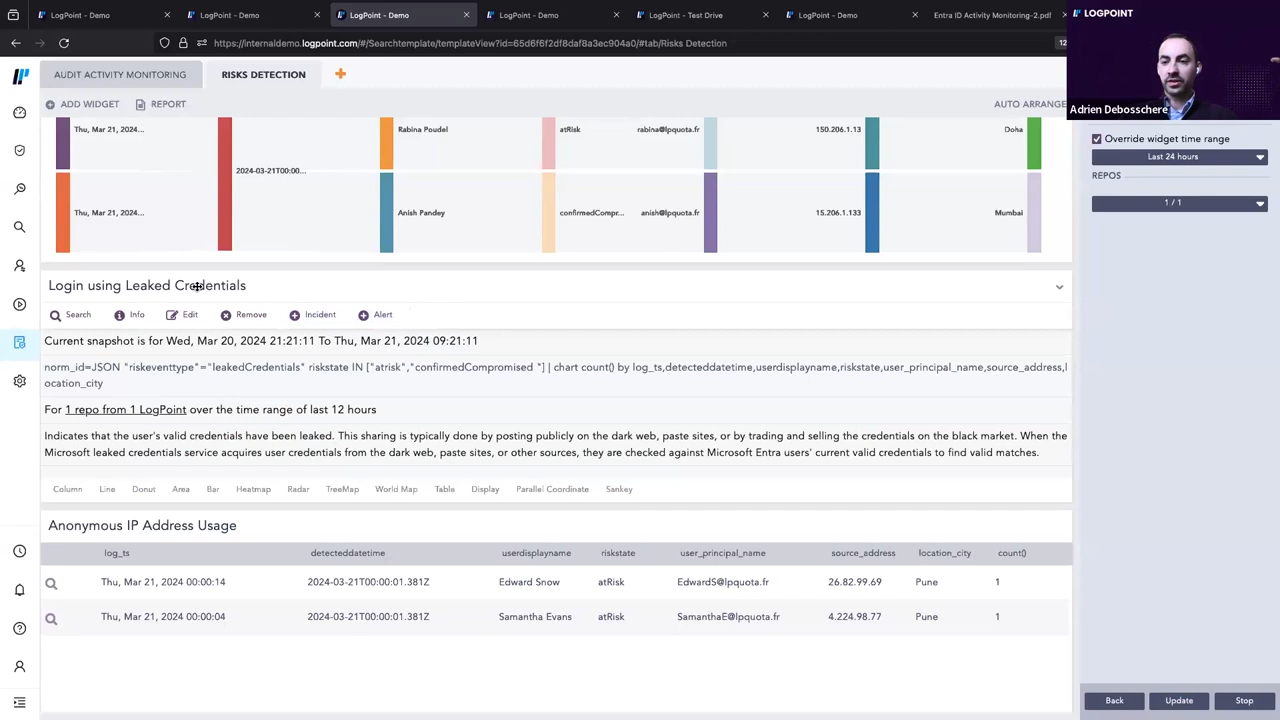 LogPoint - Demo
LogPoint - Demo
LogPoint - Demo
LogPoint - Demo
LogPoint - Test Drive
LogPoint - Demo
Entra ID Activity Monitoring-2.pdf
https://internaldemo.logpoint.com/#/Searchtemplate/templateView?id=65d6f6f2df8daf8a3ec904a0/#tab/Risks Detection
LOGPOINT
Adrien Debosschere
AUDIT ACTIVITY MONITORING
RISKS DETECTION
ADD WIDGET
REPORT
AUTO ARRANGE
Thu, Mar 21, 2024...
Rabina Poudel
atRisk
rabina@lpquota.fr
150.206.1.13
Doha
2024-03-21T00:00...
Thu, Mar 21, 2024...
Anish Pandey
confirmedCompr...
anish@lpquota.fr
15.206.1.133
Mumbai
Override widget time range
Last 24 hours
REPOS
1 / 1
Login using Leaked Credentials
Search
Info
Edit
Remove
Incident
Alert
Current snapshot is for Wed, Mar 20, 2024 21:21:11 To Thu, Mar 21, 2024 09:21:11
norm_id=JSON "riskeventtype"="leakedCredentials" riskstate IN ["atrisk","confirmedCompromised "] | chart count() by log_ts,detecteddatetime,userdisplayname,riskstate,user_principal_name,source_address,l
ocation_city
For 1 repo from 1 LogPoint over the time range of last 12 hours
Indicates that the user's valid credentials have been leaked. This sharing is typically done by posting publicly on the dark web, paste sites, or by trading and selling the credentials on the black market. When the
Microsoft leaked credentials service acquires user credentials from the dark web, paste sites, or other sources, they are checked against Microsoft Entra users' current valid credentials to find valid matches.
Column
Line
Donut
Area
Bar
Heatmap
Radar
TreeMap
World Map
Table
Display
Parallel Coordinate
Sankey
Anonymous IP Address Usage
log_ts
detecteddatetime
userdisplayname
riskstate
user_principal_name
source_address
location_city
count()
Thu, Mar 21, 2024 00:00:14
2024-03-21T00:00:01.381Z
Edward Snow
atRisk
EdwardS@lpquota.fr
26.82.99.69
Pune
1
Thu, Mar 21, 2024 00:00:04
2024-03-21T00:00:01.381Z
Samantha Evans
atRisk
SamanthaE@lpquota.fr
4.224.98.77
Pune
1
Back
Update
Stop